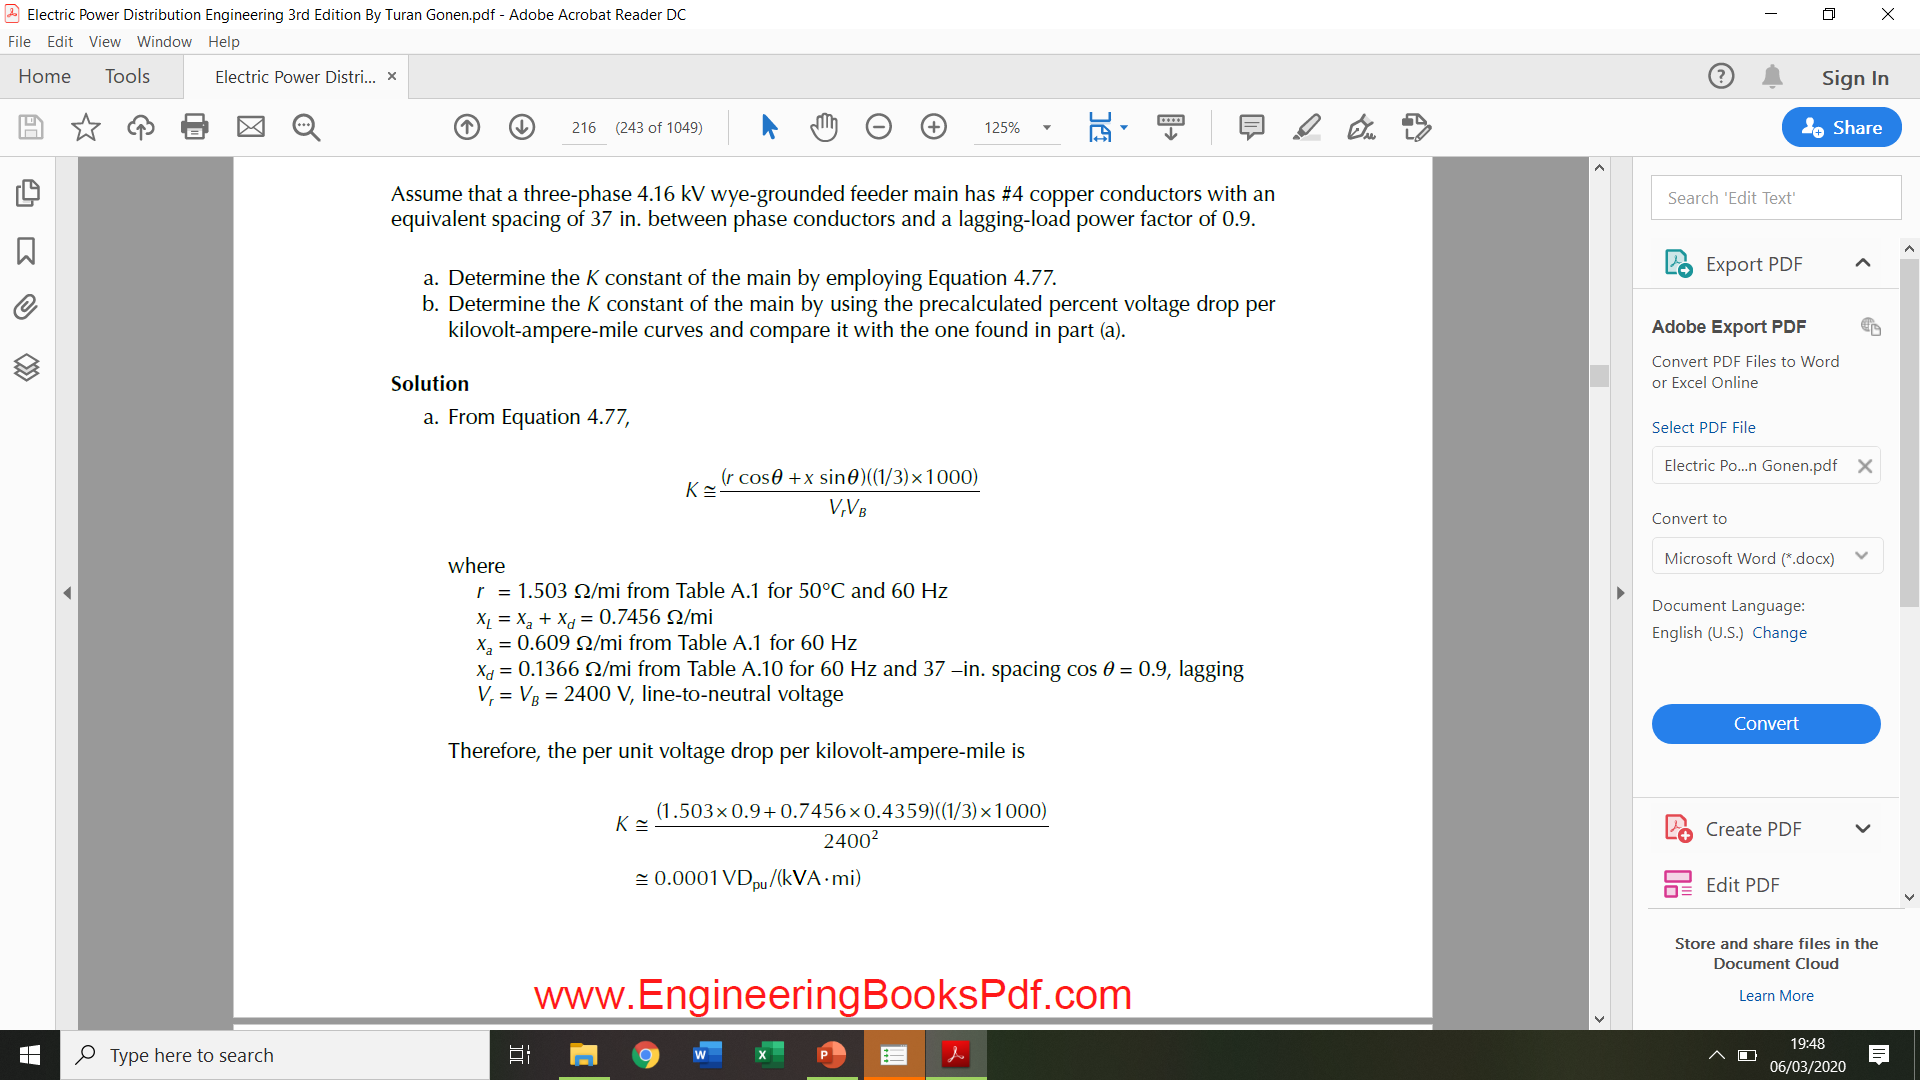 Electric Power Distribution Engineering 3rd Edition By Turan Gonen.pdf - Adobe Acrobat Reader DC
File Edit View Window Help
Home Tools Electric Power Distri... × Sign In
216 (243 of 1049) 125% Share
Assume that a three-phase 4.16 kV wye-grounded feeder main has #4 copper conductors with an
equivalent spacing of 37 in. between phase conductors and a lagging-load power factor of 0.9.
a. Determine the K constant of the main by employing Equation 4.77.
b. Determine the K constant of the main by using the precalculated percent voltage drop per
kilovolt-ampere-mile curves and compare it with the one found in part (a).
Solution
a. From Equation 4.77,
K ≅ (r cosθ + x sinθ)((1/3)×1000)
VrVB
where
r = 1.503 Ω/mi from Table A.1 for 50°C and 60 Hz
xL = xa + xd = 0.7456 Ω/mi
xa = 0.609 Ω/mi from Table A.1 for 60 Hz
xd = 0.1366 Ω/mi from Table A.10 for 60 Hz and 37 –in. spacing cos θ = 0.9, lagging
Vr = VB = 2400 V, line-to-neutral voltage
Therefore, the per unit voltage drop per kilovolt-ampere-mile is
K ≅ (1.503×0.9+0.7456×0.4359)((1/3)×1000)
2400²
≅ 0.0001 VDpu/(kVA·mi)
www.EngineeringBooksPdf.com
Search 'Edit Text'
Export PDF
Adobe Export PDF
Convert PDF Files to Word
or Excel Online
Select PDF File
Electric Po...n Gonen.pdf
Convert to
Microsoft Word (*.docx)
Document Language:
English (U.S.) Change
Convert
Create PDF
Edit PDF
Store and share files in the
Document Cloud
Learn More
Type here to search
19:48
06/03/2020